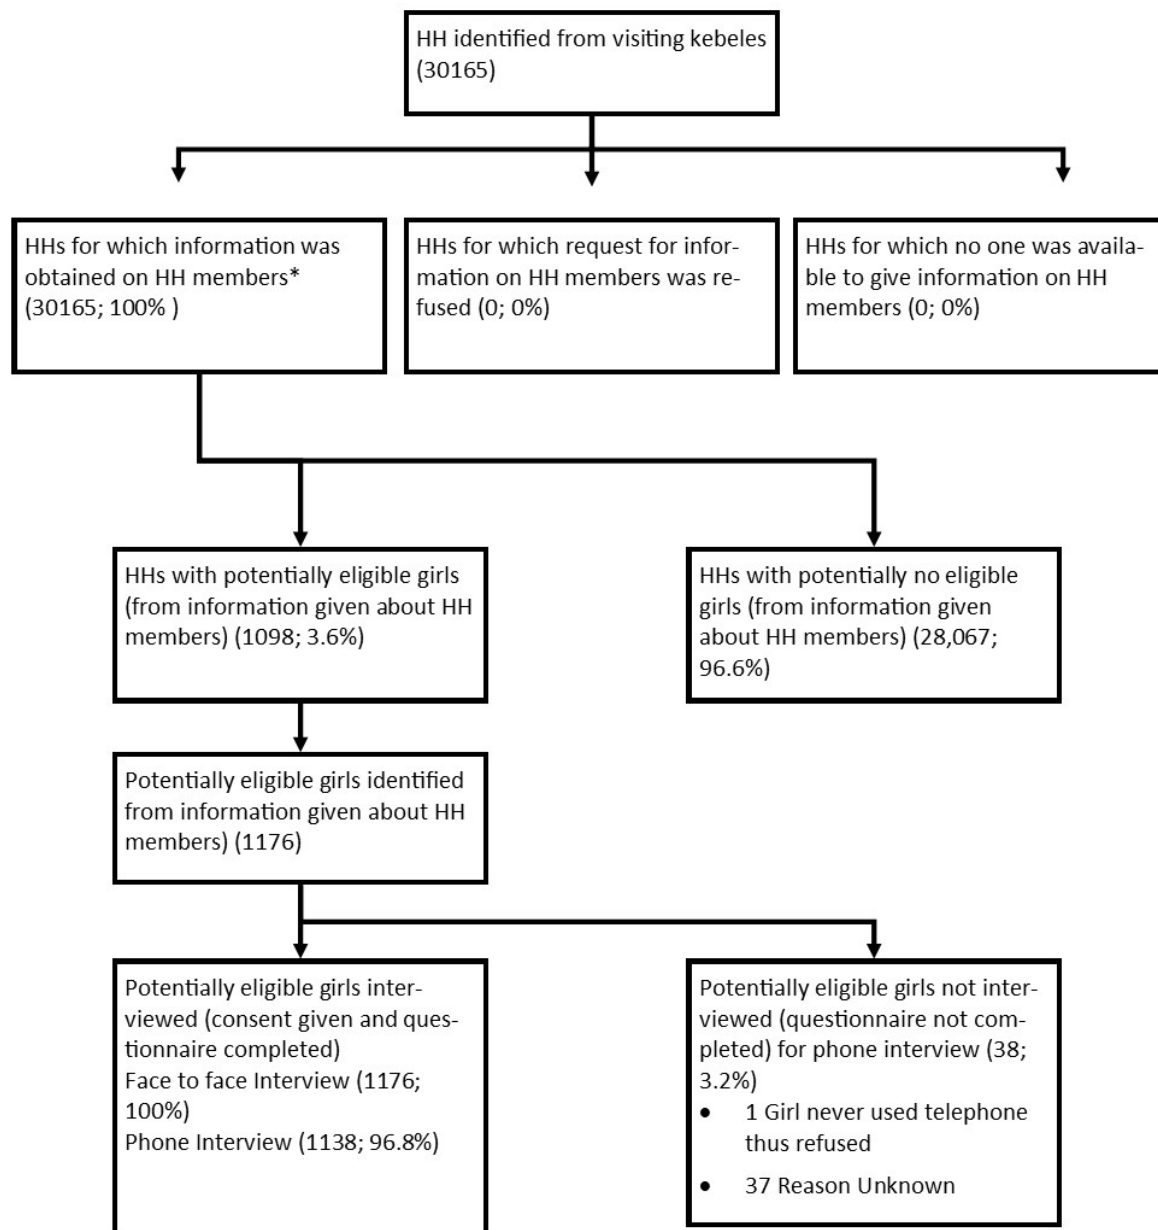 HH identified from visiting kebeles
(30165)
HHs for which information was
obtained on HH members*
(30165; 100% )
HHs for which request for infor-
mation on HH members was re-
fused (0; 0%)
HHs for which no one was availa-
ble to give information on HH
members (0; 0%)
HHs with potentially eligible girls
(from information given about HH
members) (1098; 3.6%)
HHs with potentially no eligible
girls (from information given
about HH members) (28,067;
96.6%)
Potentially eligible girls identified
from information given about HH
members) (1176)
Potentially eligible girls inter-
viewed (consent given and ques-
tionnaire completed)
Face to face Interview (1176;
100%)
Phone Interview (1138; 96.8%)
Potentially eligible girls not inter-
viewed (questionnaire not com-
pleted) for phone interview (38;
3.2%)
• 1 Girl never used telephone
thus refused
• 37 Reason Unknown